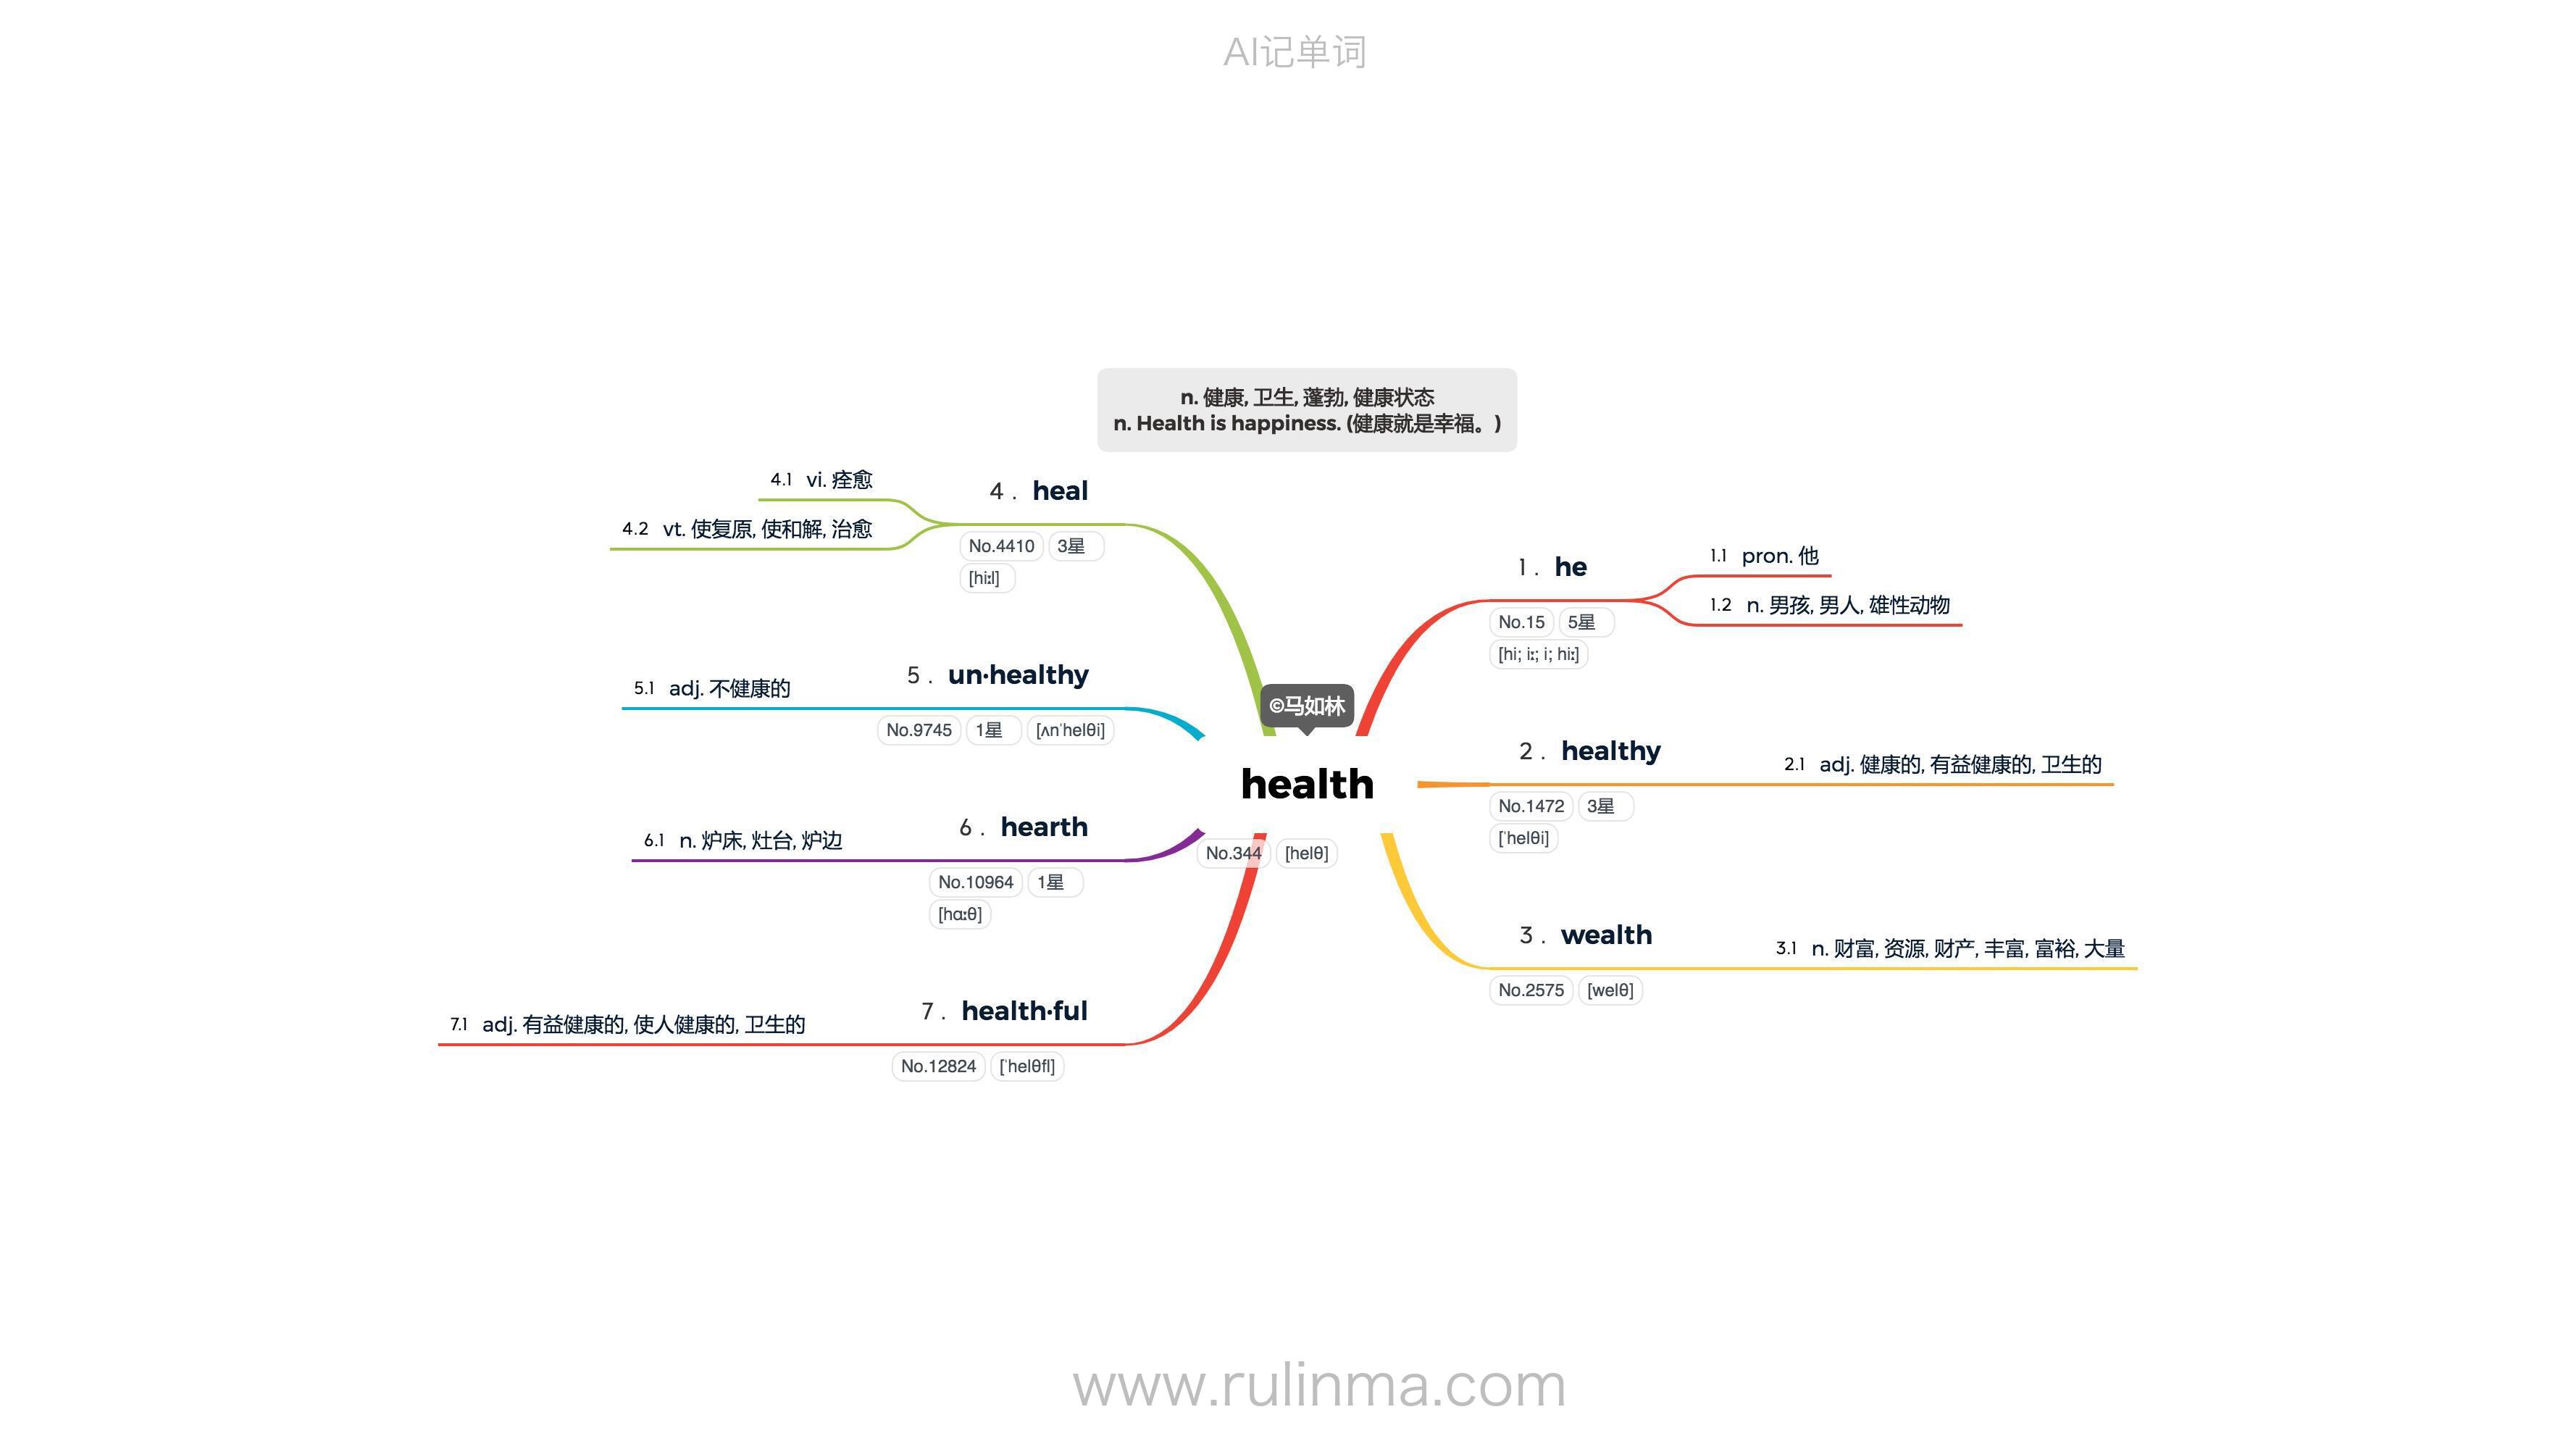 AI记单词
n. 健康, 卫生, 蓬勃, 健康状态
n. Health is happiness. (健康就是幸福。)
©马如林
health
No.344 [helθ]
1 . he
No.15 5星
[hi; iː; i; hiː]
1.1 pron. 他
1.2 n. 男孩, 男人, 雄性动物
2 . healthy
No.1472 3星
[ˈhelθi]
2.1 adj. 健康的, 有益健康的, 卫生的
3 . wealth
No.2575 [welθ]
3.1 n. 财富, 资源, 财产, 丰富, 富裕, 大量
4 . heal
No.4410 3星
[hiːl]
4.1 vi. 痊愈
4.2 vt. 使复原, 使和解, 治愈
5 . un·healthy
No.9745 1星 [ʌnˈhelθi]
5.1 adj. 不健康的
6 . hearth
No.10964 1星
[hɑːθ]
6.1 n. 炉床, 灶台, 炉边
7 . health·ful
No.12824 [ˈhelθfl]
7.1 adj. 有益健康的, 使人健康的, 卫生的
www.rulinma.com